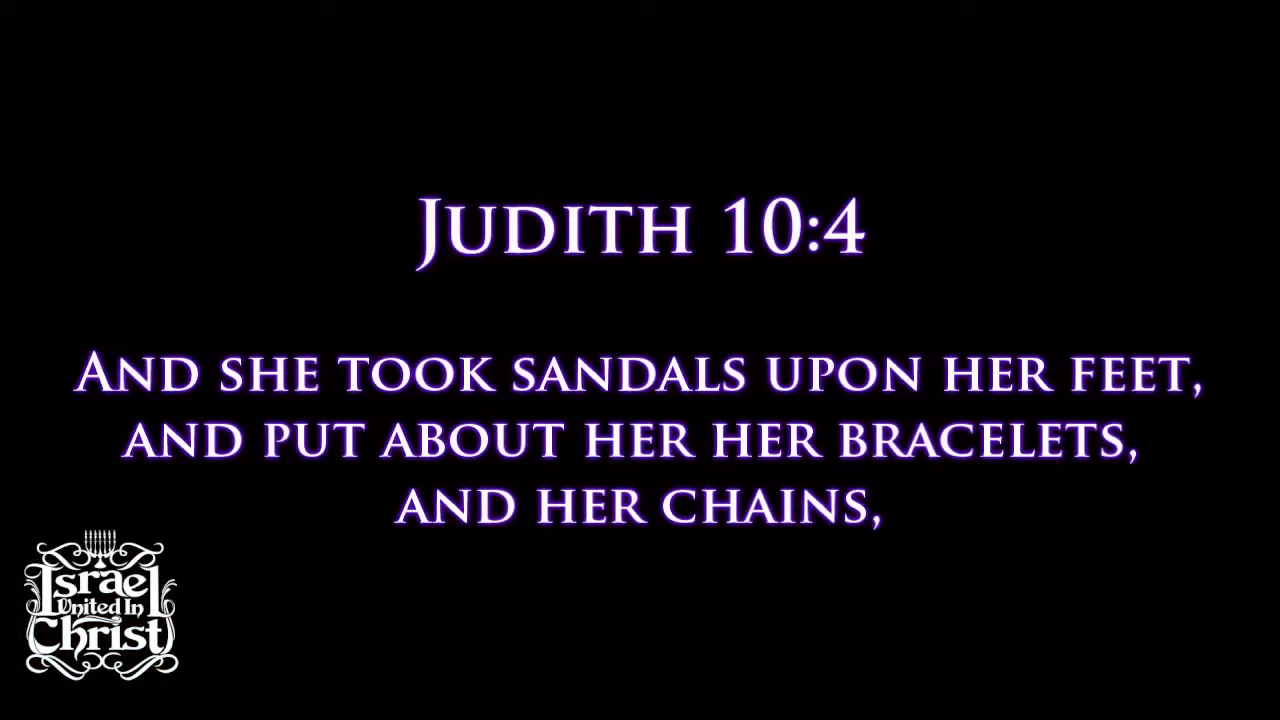 Judith 10:4
And she took sandals upon her feet,
and put about her her bracelets,
and her chains,
Israel
United In
Christ